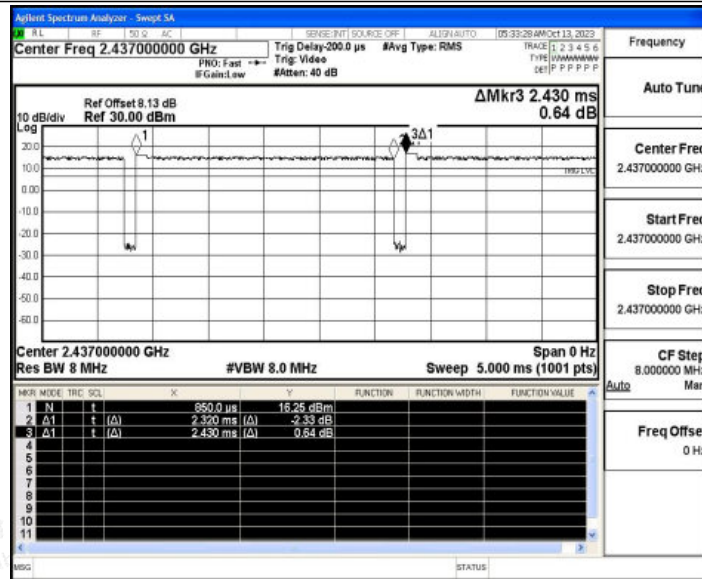 Agilent Spectrum Analyzer - Swept SA
RL RF 50 Ω AC SENSE:INT SOURCE OFF ALIGN AUTO 05:33:28 AM Oct 13, 2023
Center Freq 2.437000000 GHz
PNO: Fast
IFGain:Low
Trig Delay-200.0 µs
Trig: Video
#Atten: 40 dB
#Avg Type: RMS
TRACE 1 2 3 4 5 6
TYPE WWWWWW
DET P P P P P P
Ref Offset 8.13 dB
10 dB/div Ref 30.00 dBm
ΔMkr3 2.430 ms
0.64 dB
Log
1
3Δ1
20.0
10.0
TRIG LVL
0.00
-10.0
-20.0
-30.0
-40.0
-50.0
-60.0
Center 2.437000000 GHz Span 0 Hz
Res BW 8 MHz #VBW 8.0 MHz Sweep 5.000 ms (1001 pts)
MKR MODE TRC SCL X Y FUNCTION FUNCTION WIDTH FUNCTION VALUE
1 N t 850.0 µs 16.25 dBm
2 Δ1 t (Δ) 2.320 ms (Δ) -2.33 dB
3 Δ1 t (Δ) 2.430 ms (Δ) 0.64 dB
4
5
6
7
8
9
10
11
MSG STATUS
Frequency
Auto Tune
Center Freq
2.437000000 GHz
Start Freq
2.437000000 GHz
Stop Freq
2.437000000 GHz
CF Step
8.000000 MHz
Auto Man
Freq Offset
0 Hz